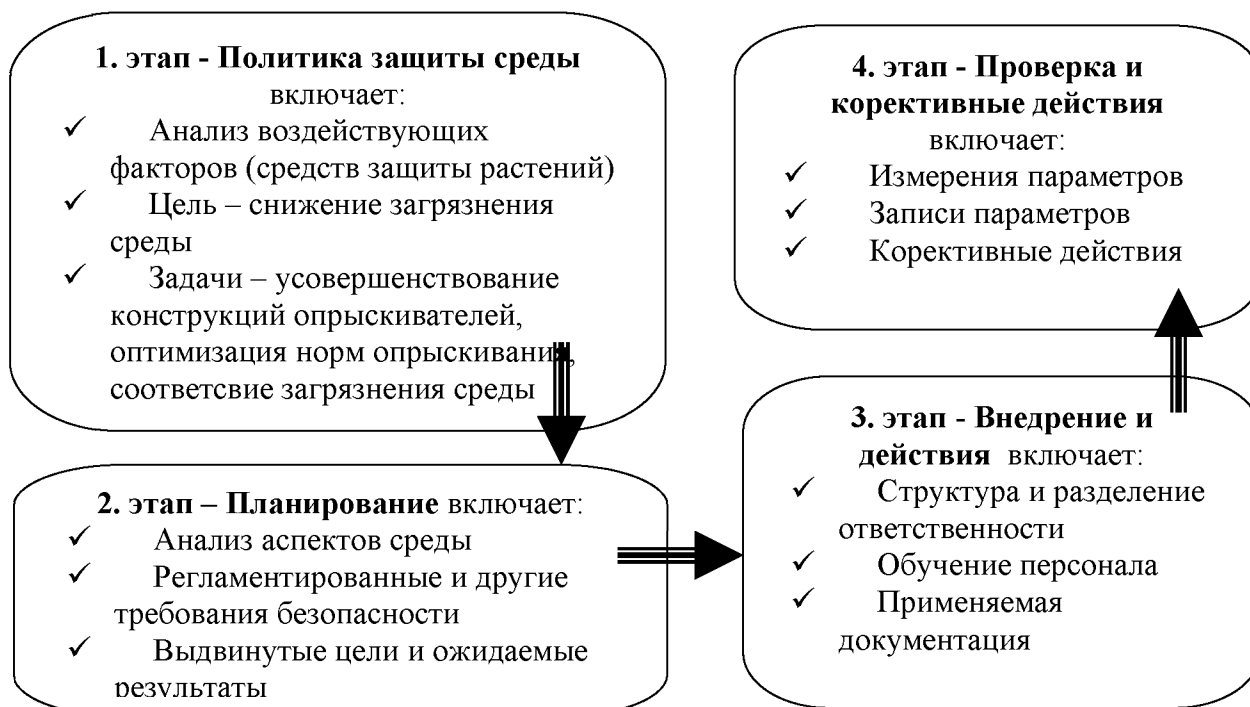 1. этап - Политика защиты среды
включает:
✓ Анализ воздействующих
факторов (средств защиты растений)
✓ Цель – снижение загрязнения
среды
✓ Задачи – усовершенствование
конструкций опрыскивателей,
оптимизация норм опрыскивания,
соответсвие загрязнения среды
2. этап – Планирование включает:
✓ Анализ аспектов среды
✓ Регламентированные и другие
требования безопасности
✓ Выдвинутые цели и ожидаемые
результаты
3. этап - Внедрение и
действия включает:
✓ Структура и разделение
ответственности
✓ Обучение персонала
✓ Применяемая
документация
4. этап - Проверка и
корективные действия
включает:
✓ Измерения параметров
✓ Записи параметров
✓ Корективные действия